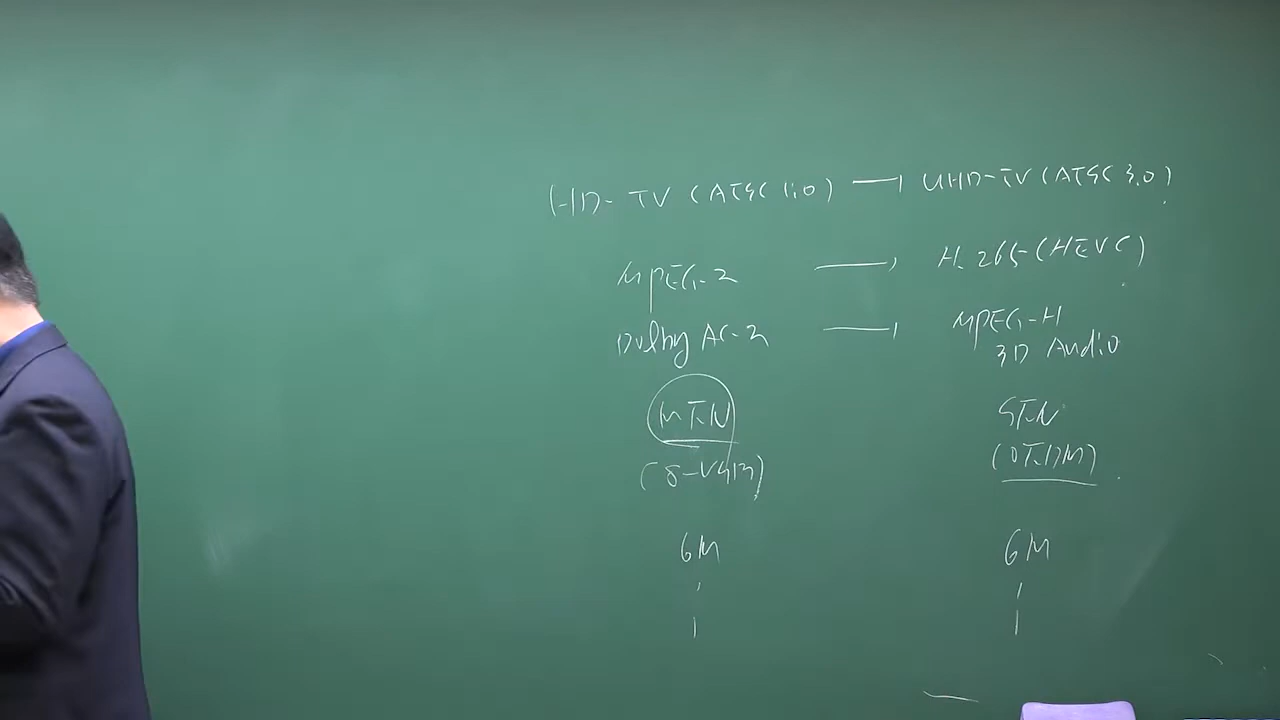 HD-TV (ATSC 1.0) → UHD-TV (ATSC 3.0)
MPEG-2 → H.265 (HEVC)
Dolby AC-3 → MPEG-H
3D Audio
MFN SFN
(8-VSB) (OFDM)
6M 6M